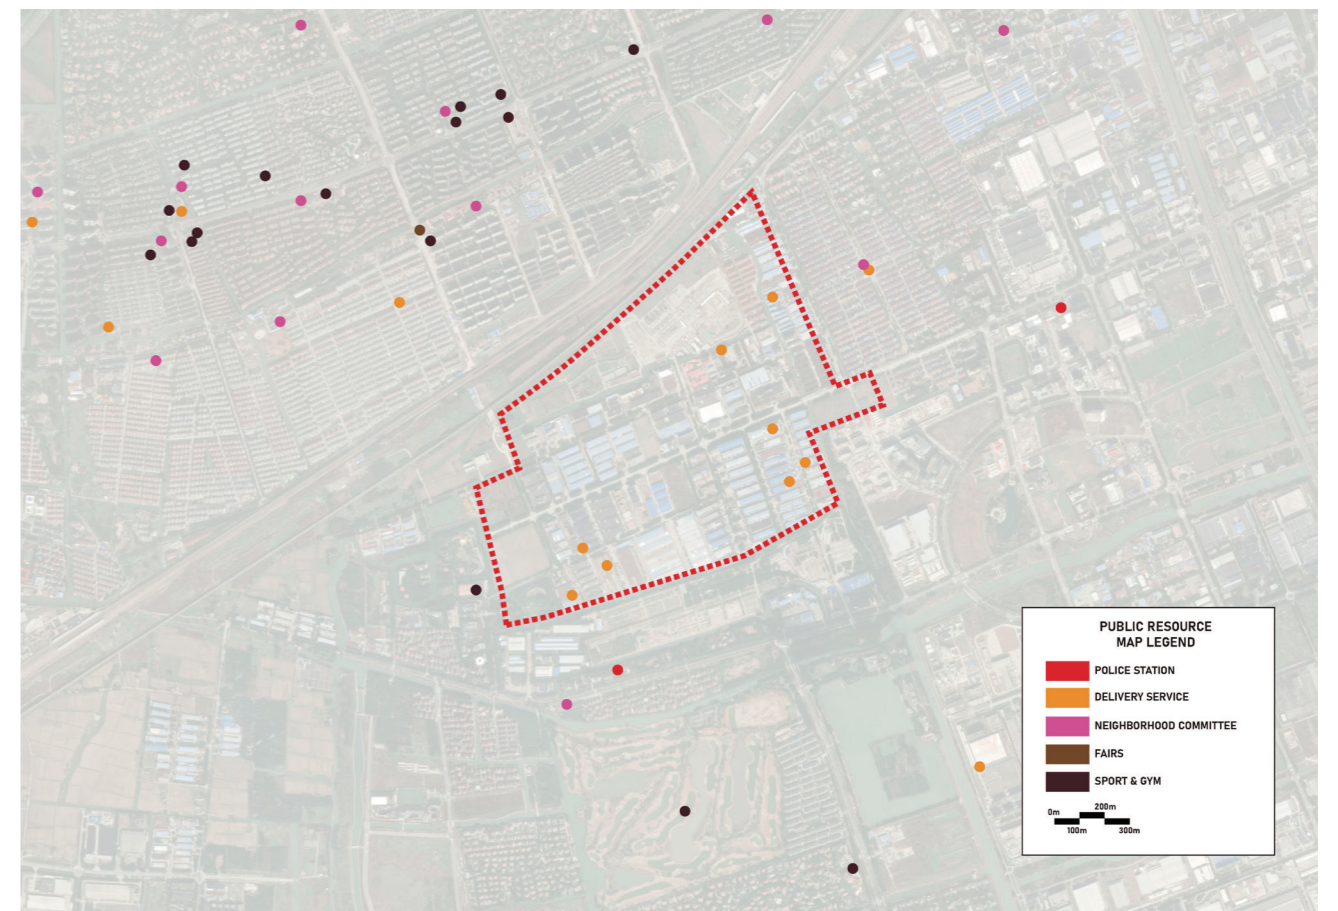 PUBLIC RESOURCE
MAP LEGEND
POLICE STATION
DELIVERY SERVICE
NEIGHBORHOOD COMMITTEE
FAIRS
SPORT & GYM
0m 200m
100m 300m